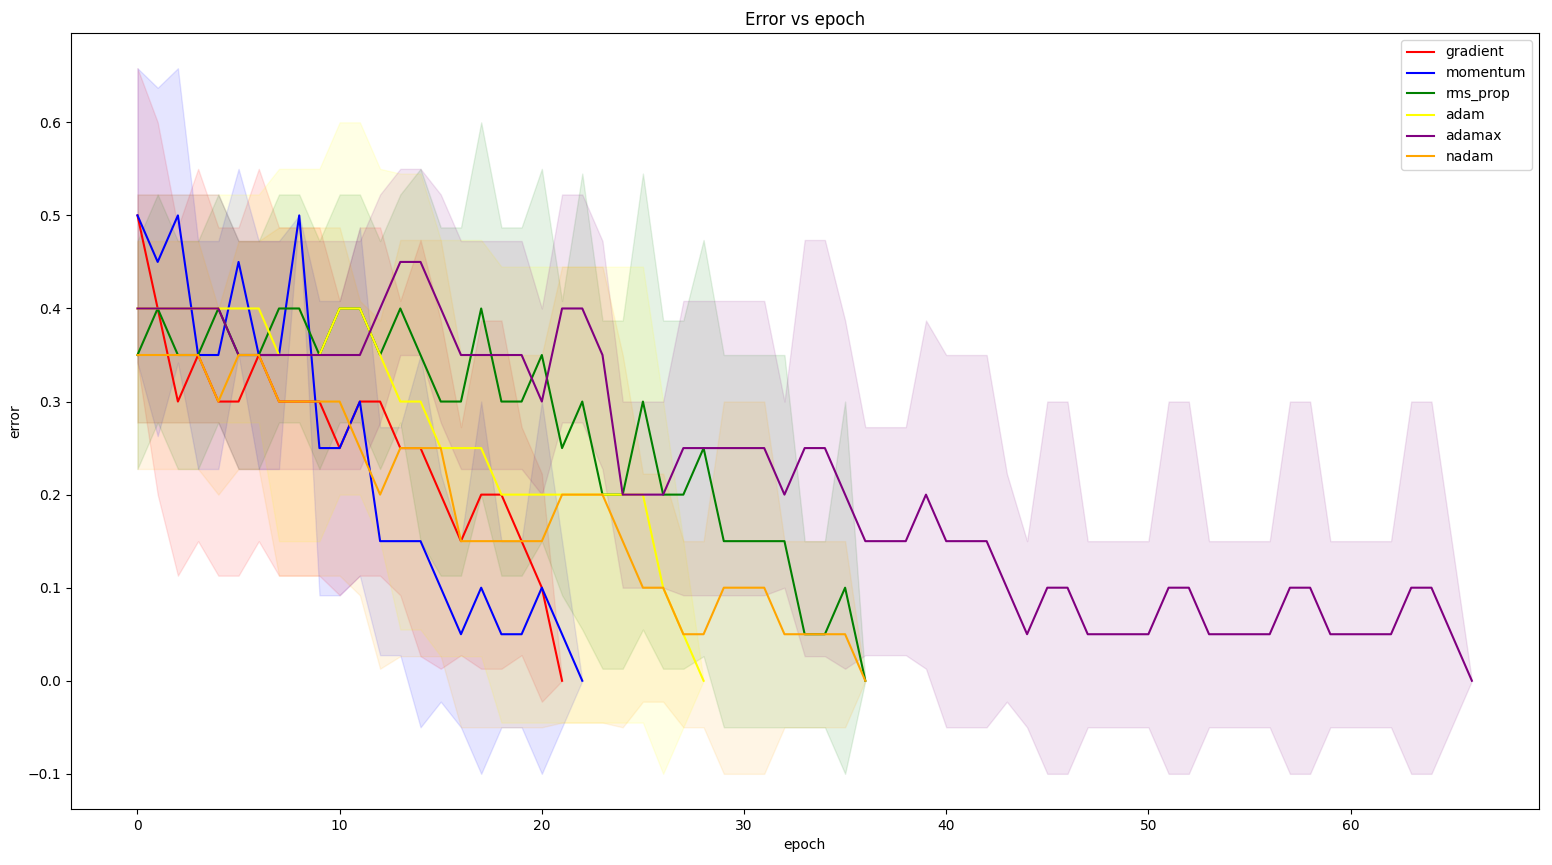 Error vs epoch
gradient
momentum
rms_prop
adam
adamax
nadam
error
0.6
0.5
0.4
0.3
0.2
0.1
0.0
−0.1
0 10 20 30 40 50 60
epoch